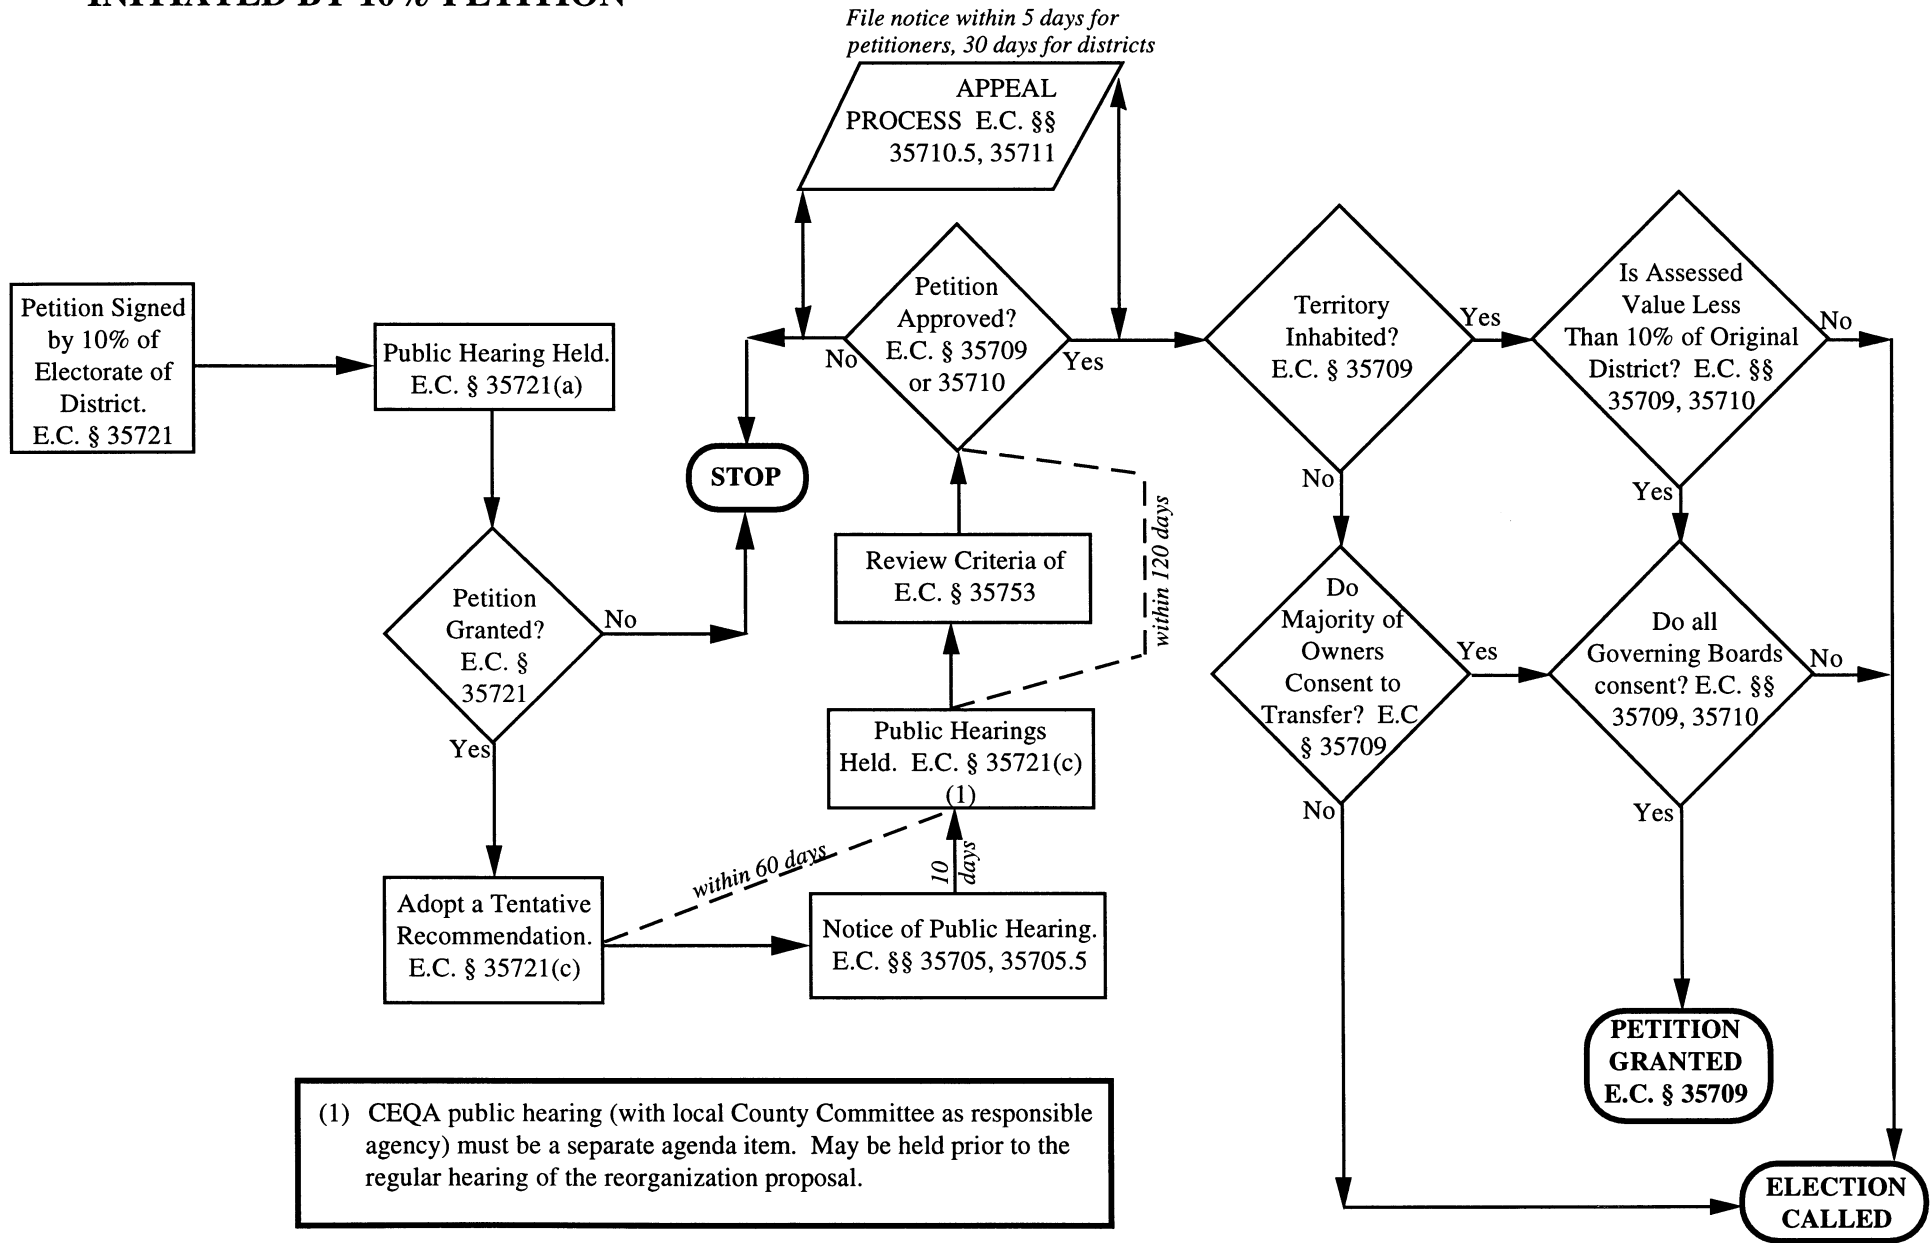 INITIATED BY 10% PETITION
File notice within 5 days for
petitioners, 30 days for districts
APPEAL
PROCESS E.C. §§
35710.5, 35711
Petition Signed
by 10% of
Electorate of
District.
E.C. § 35721
Public Hearing Held.
E.C. § 35721(a)
Petition
Granted?
E.C. §
35721
No
Yes
STOP
Adopt a Tentative
Recommendation.
E.C. § 35721(c)
within 60 days
Notice of Public Hearing.
E.C. §§ 35705, 35705.5
10
days
Public Hearings
Held. E.C. § 35721(c)
(1)
within 120 days
Review Criteria of
E.C. § 35753
Petition
Approved?
E.C. § 35709
or 35710
No
Yes
Territory
Inhabited?
E.C. § 35709
Yes
No
Is Assessed
Value Less
Than 10% of Original
District? E.C. §§
35709, 35710
No
Yes
Do
Majority of
Owners
Consent to
Transfer? E.C
§ 35709
Yes
No
Do all
Governing Boards
consent? E.C. §§
35709, 35710
No
Yes
PETITION
GRANTED
E.C. § 35709
ELECTION
CALLED
(1) CEQA public hearing (with local County Committee as responsible
agency) must be a separate agenda item. May be held prior to the
regular hearing of the reorganization proposal.